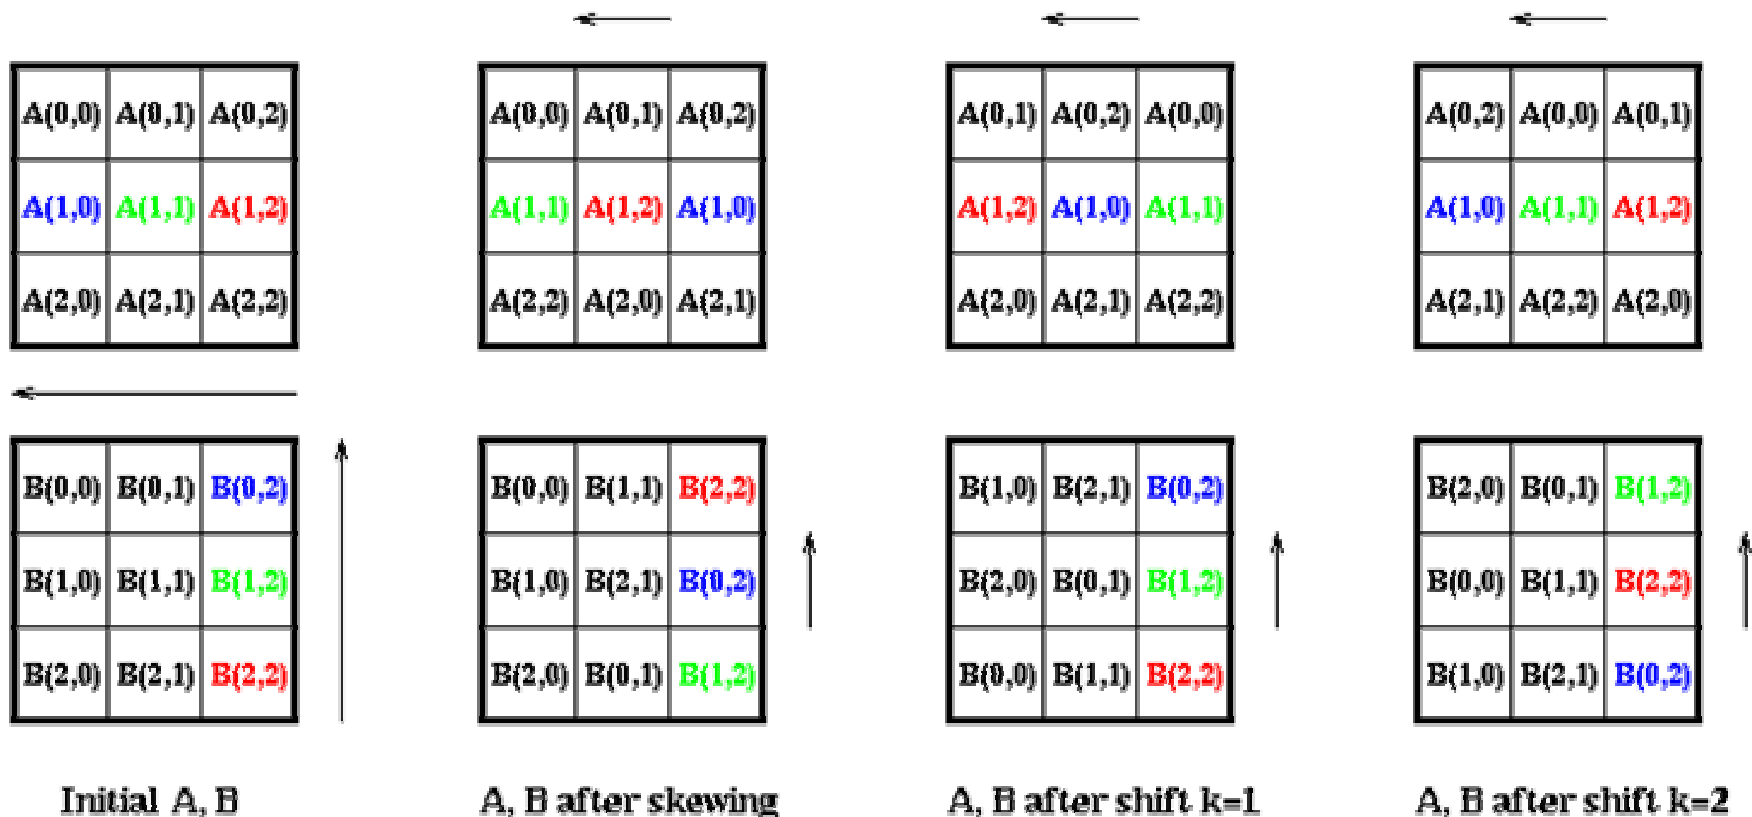 A(0,0) A(0,1) A(0,2)
A(1,0) A(1,1) A(1,2)
A(2,0) A(2,1) A(2,2)
B(0,0) B(0,1) B(0,2)
B(1,0) B(1,1) B(1,2)
B(2,0) B(2,1) B(2,2)
Initial A, B
A(0,0) A(0,1) A(0,2)
A(1,1) A(1,2) A(1,0)
A(2,2) A(2,0) A(2,1)
B(0,0) B(1,1) B(2,2)
B(1,0) B(2,1) B(0,2)
B(2,0) B(0,1) B(1,2)
A, B after skewing
A(0,1) A(0,2) A(0,0)
A(1,2) A(1,0) A(1,1)
A(2,0) A(2,1) A(2,2)
B(1,0) B(2,1) B(0,2)
B(2,0) B(0,1) B(1,2)
B(0,0) B(1,1) B(2,2)
A, B after shift k=1
A(0,2) A(0,0) A(0,1)
A(1,0) A(1,1) A(1,2)
A(2,1) A(2,2) A(2,0)
B(2,0) B(0,1) B(1,2)
B(0,0) B(1,1) B(2,2)
B(1,0) B(2,1) B(0,2)
A, B after shift k=2